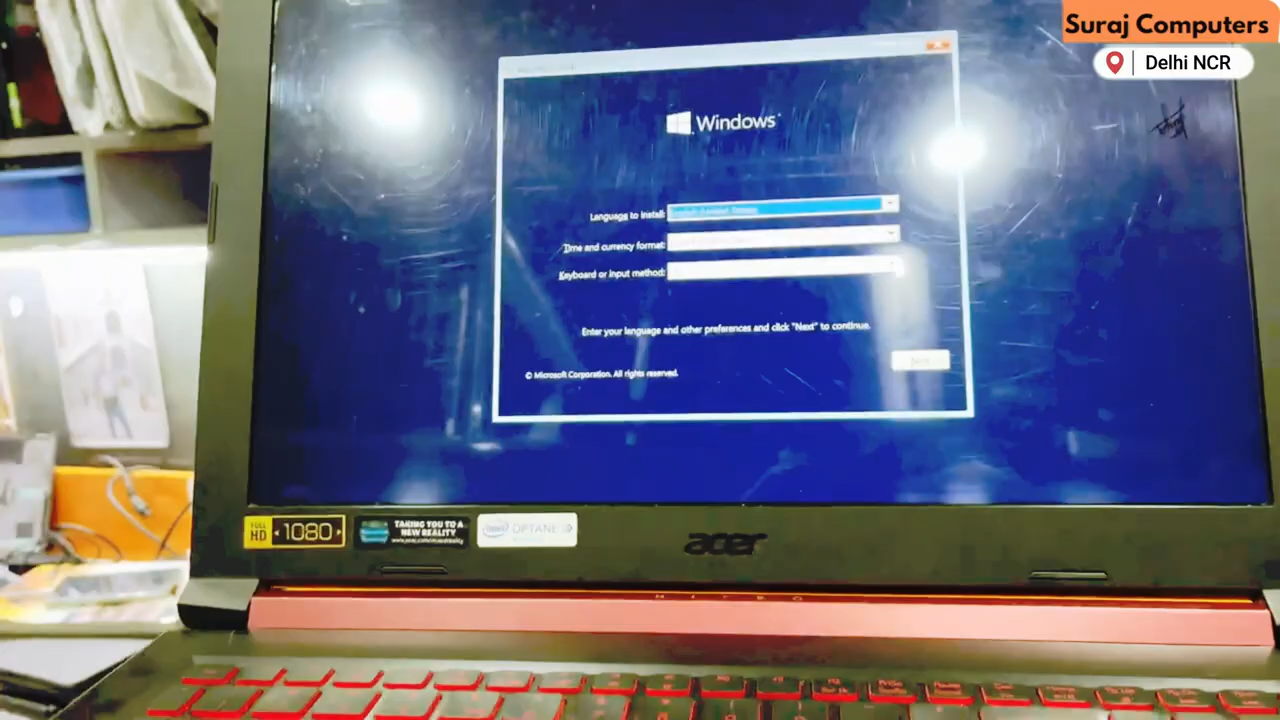 Suraj Computers
Delhi NCR
Windows
Language to install:
Time and currency format:
Keyboard or input method:
Enter your language and other preferences and click "Next" to continue.
Next
© Microsoft Corporation. All rights reserved.
FULL HD 1080
TAKING YOU TO A
NEW REALITY
intel OPTANE
acer
NITRO